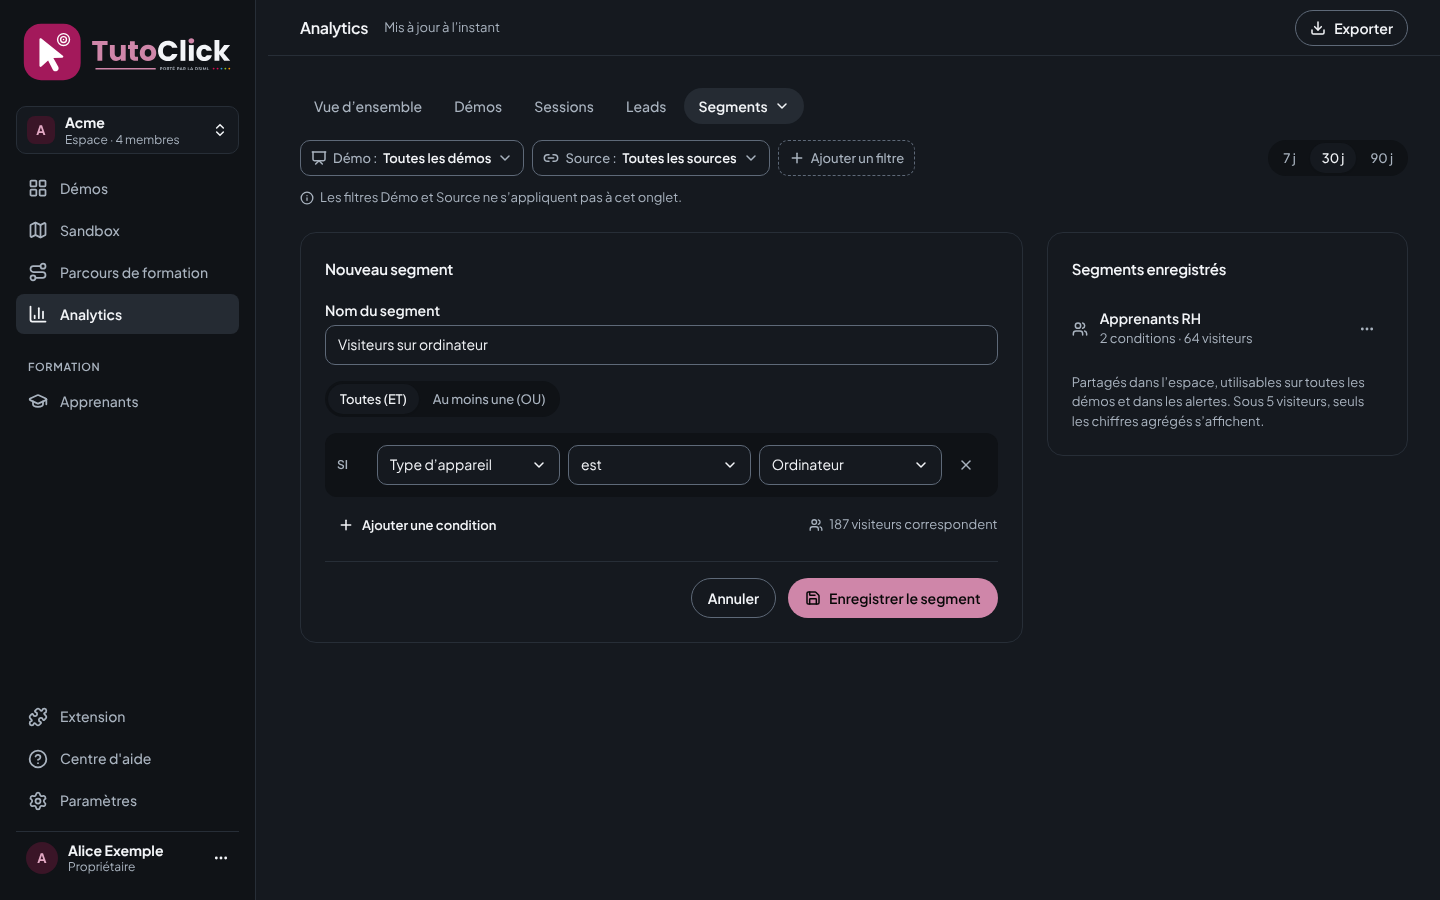 TutoClick
PORTÉ PAR LA DSIML
A
Acme
Espace · 4 membres
Démos
Sandbox
Parcours de formation
Analytics
FORMATION
Apprenants
Extension
Centre d'aide
Paramètres
A
Alice Exemple
Propriétaire
Analytics
Mis à jour à l'instant
Exporter
Vue d'ensemble
Démos
Sessions
Leads
Segments
Démo : Toutes les démos
Source : Toutes les sources
Ajouter un filtre
7 j
30 j
90 j
Les filtres Démo et Source ne s'appliquent pas à cet onglet.
Nouveau segment
Nom du segment
Visiteurs sur ordinateur
Toutes (ET)
Au moins une (OU)
SI
Type d'appareil
est
Ordinateur
Ajouter une condition
187 visiteurs correspondent
Annuler
Enregistrer le segment
Segments enregistrés
Apprenants RH
2 conditions · 64 visiteurs
Partagés dans l'espace, utilisables sur toutes les
démos et dans les alertes. Sous 5 visiteurs, seuls
les chiffres agrégés s'affichent.